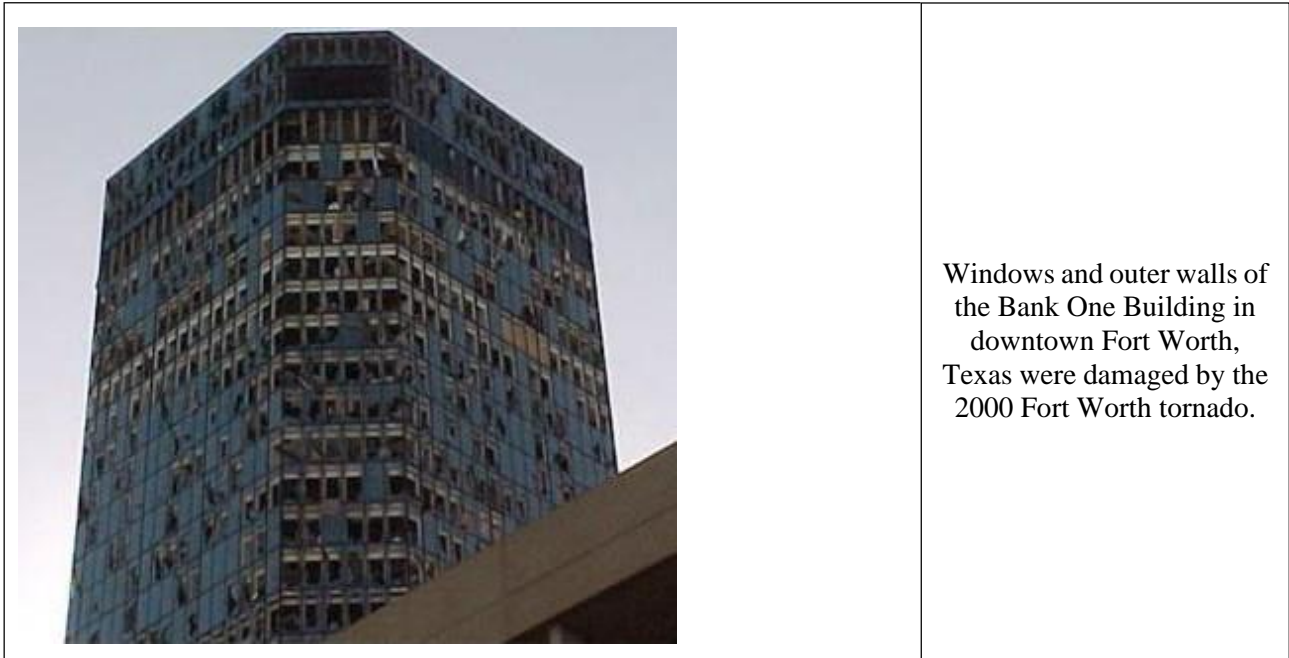 Windows and outer walls of
the Bank One Building in
downtown Fort Worth,
Texas were damaged by the
2000 Fort Worth tornado.